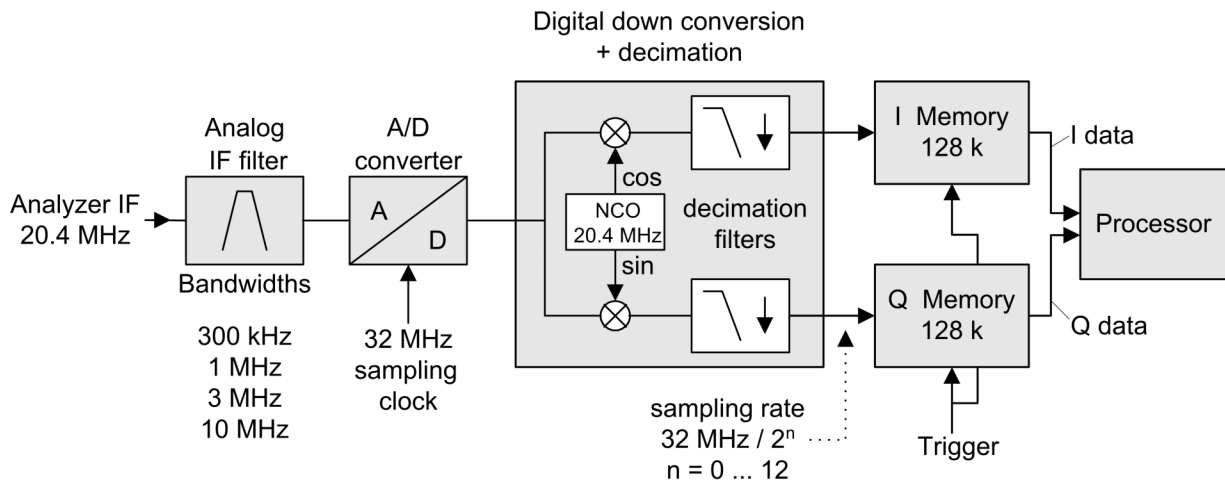 Digital down conversion
+ decimation
Analog
IF filter
A/D
converter
I Memory
128 k
I data
Analyzer IF
20.4 MHz
A
D
cos
NCO
20.4 MHz
sin
decimation
filters
Processor
Bandwidths
Q Memory
128 k
Q data
300 kHz
1 MHz
3 MHz
10 MHz
32 MHz
sampling
clock
sampling rate
32 MHz / 2ⁿ
n = 0 ... 12
Trigger